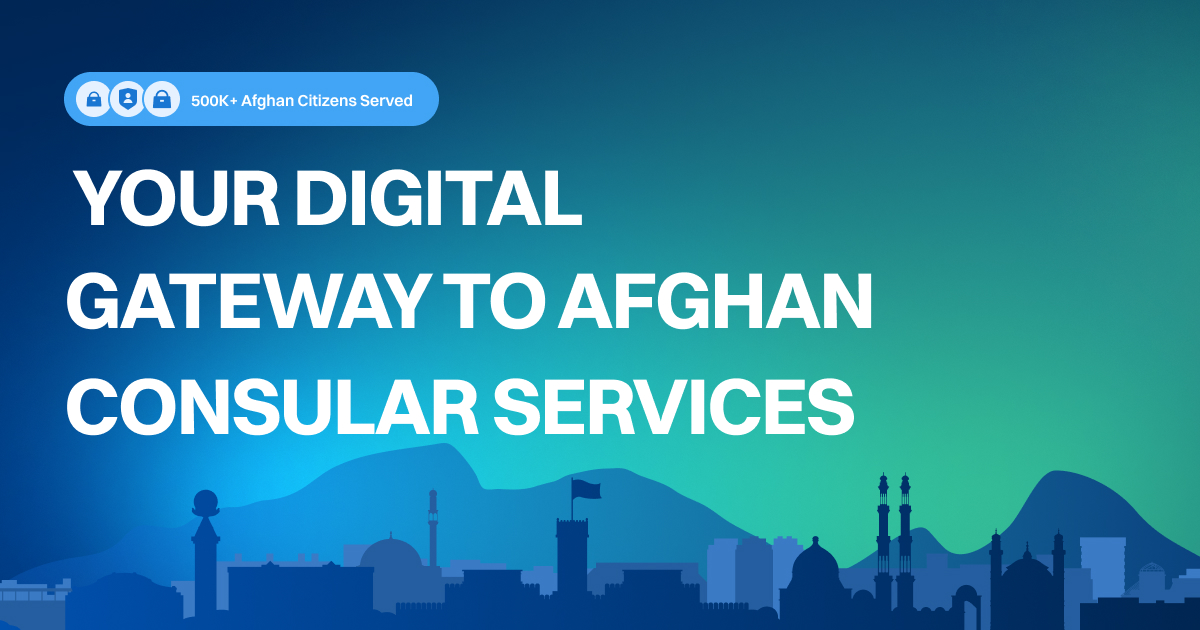 500K+ Afghan Citizens Served
YOUR DIGITAL
GATEWAY TO AFGHAN
CONSULAR SERVICES